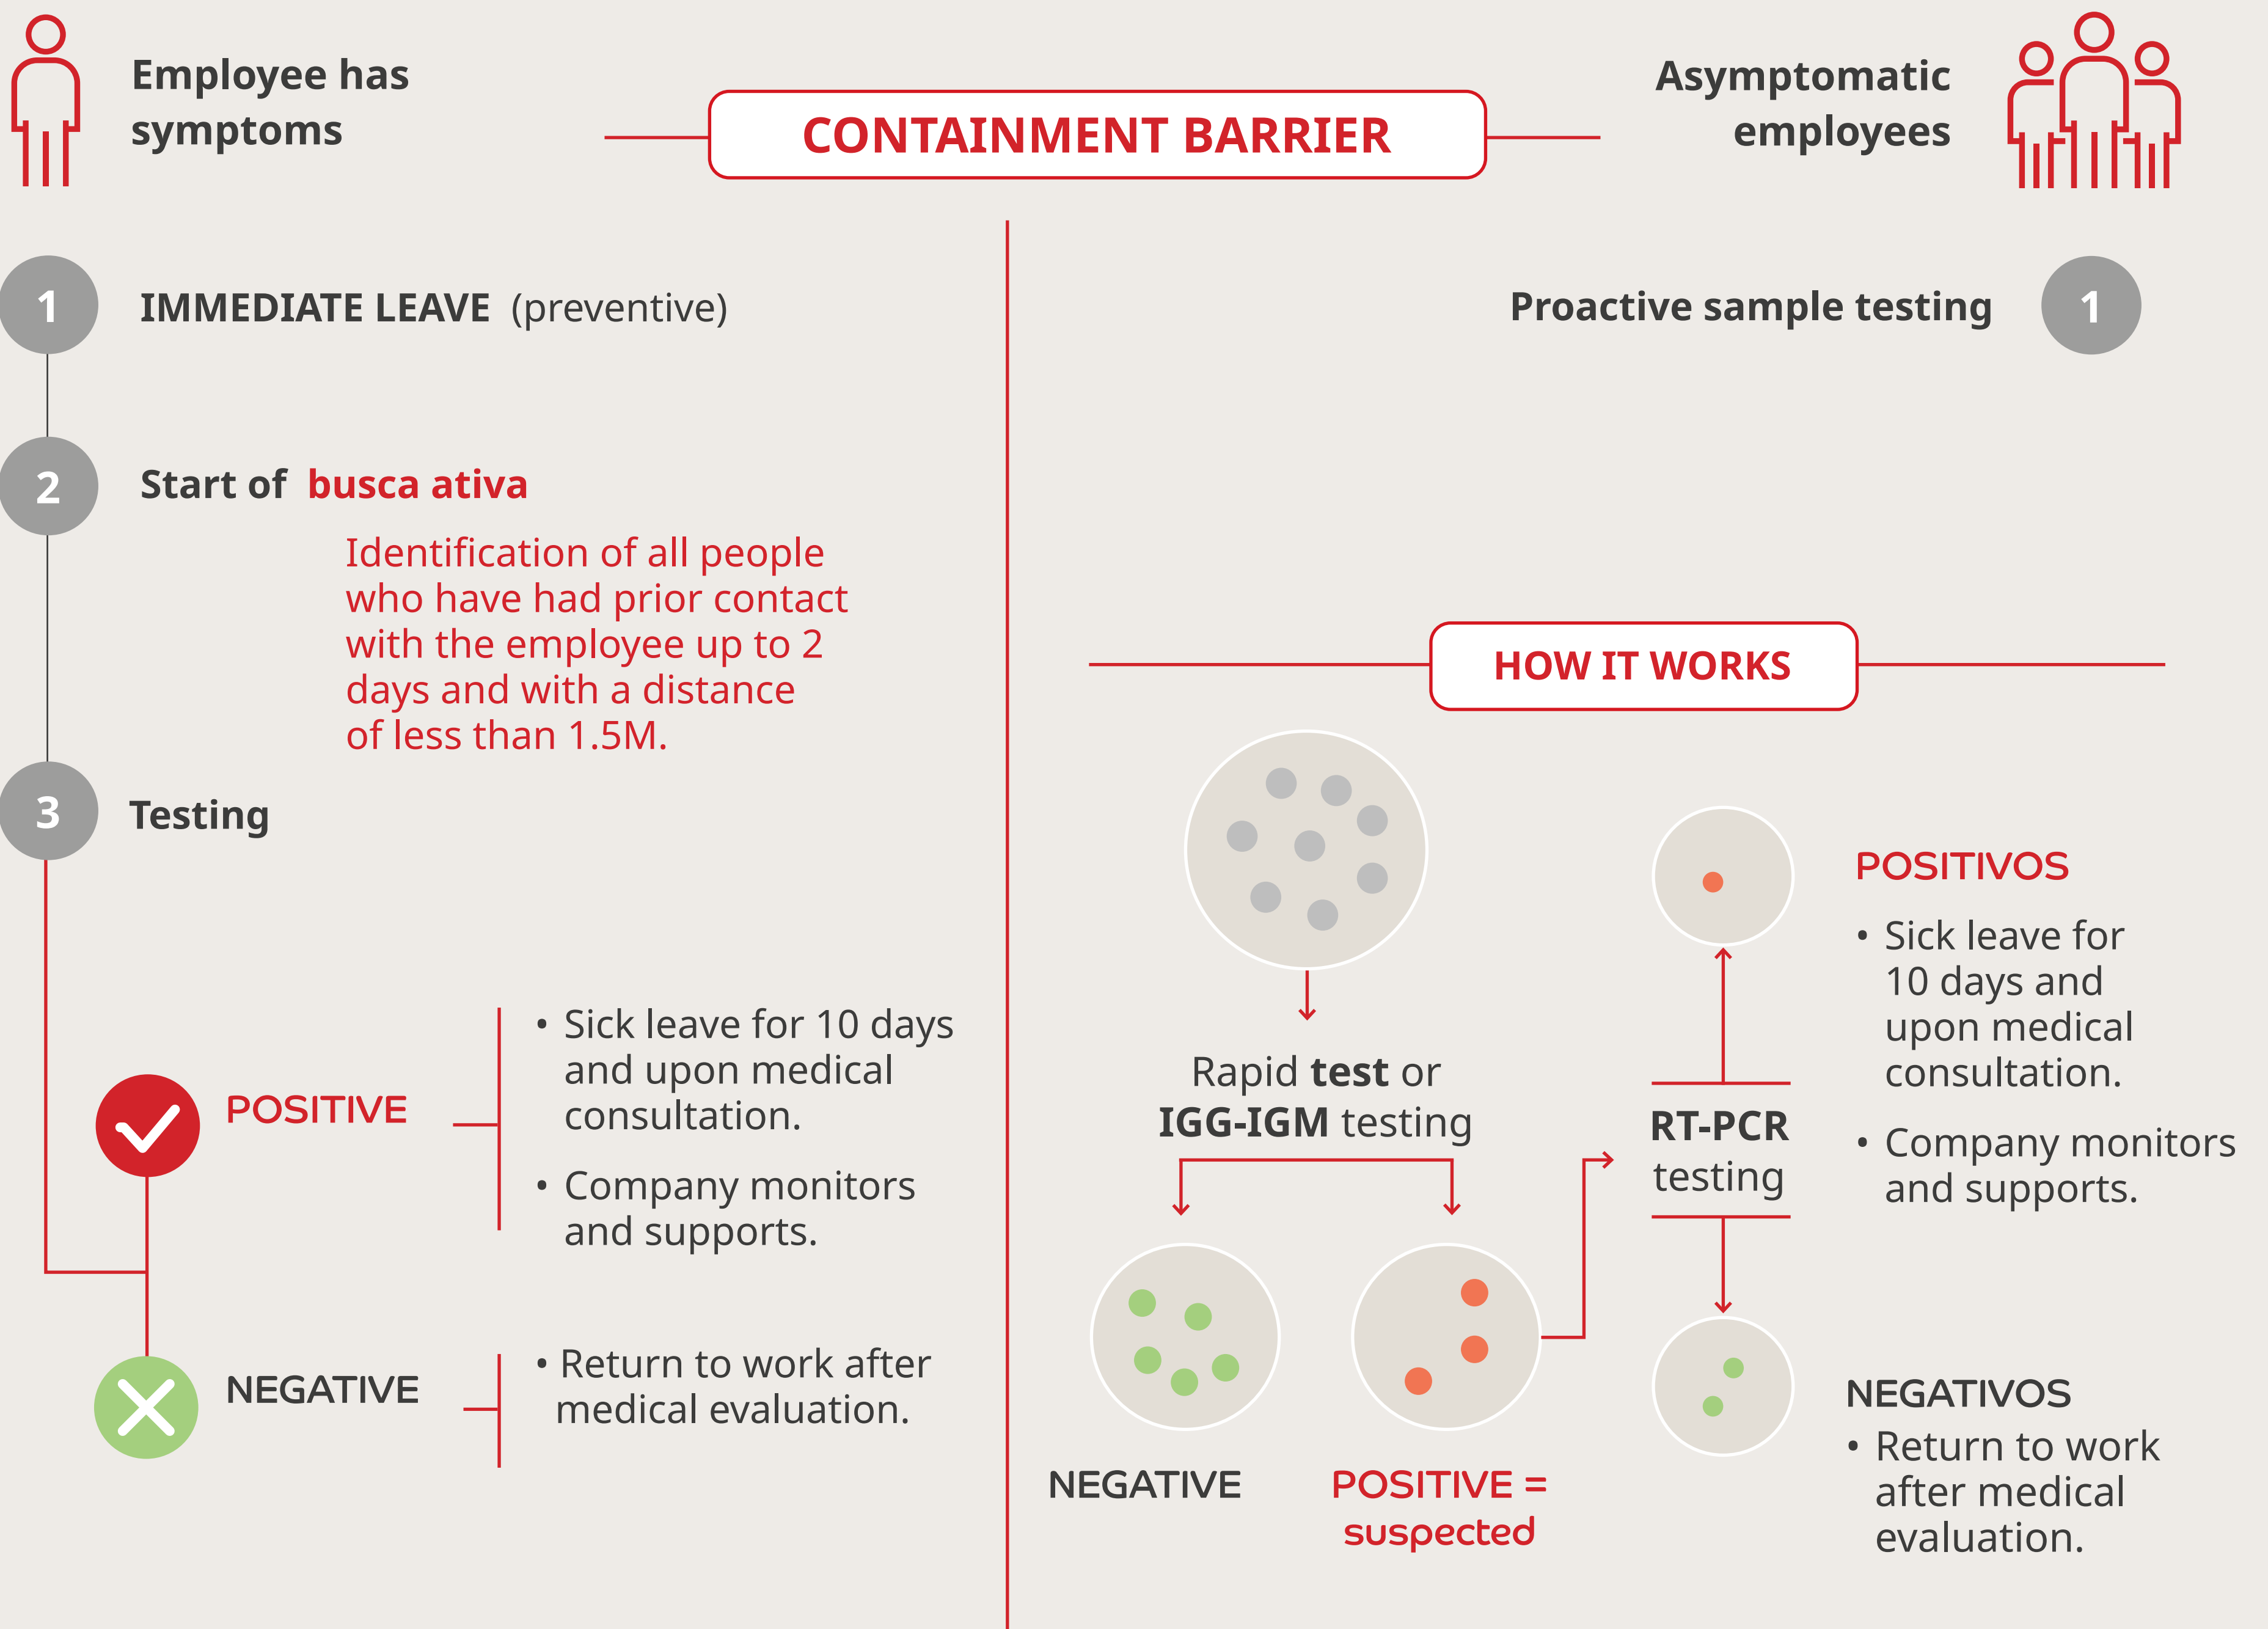 Employee has
symptoms
CONTAINMENT BARRIER
Asymptomatic
employees
1
IMMEDIATE LEAVE (preventive)
2
Start of busca ativa
Identification of all people
who have had prior contact
with the employee up to 2
days and with a distance
of less than 1.5M.
3
Testing
POSITIVE
• Sick leave for 10 days
and upon medical
consultation.
• Company monitors
and supports.
NEGATIVE
• Return to work after
medical evaluation.
Proactive sample testing
1
HOW IT WORKS
Rapid test or
IGG-IGM testing
NEGATIVE
POSITIVE =
suspected
RT-PCR
testing
POSITIVOS
• Sick leave for
10 days and
upon medical
consultation.
• Company monitors
and supports.
NEGATIVOS
• Return to work
after medical
evaluation.